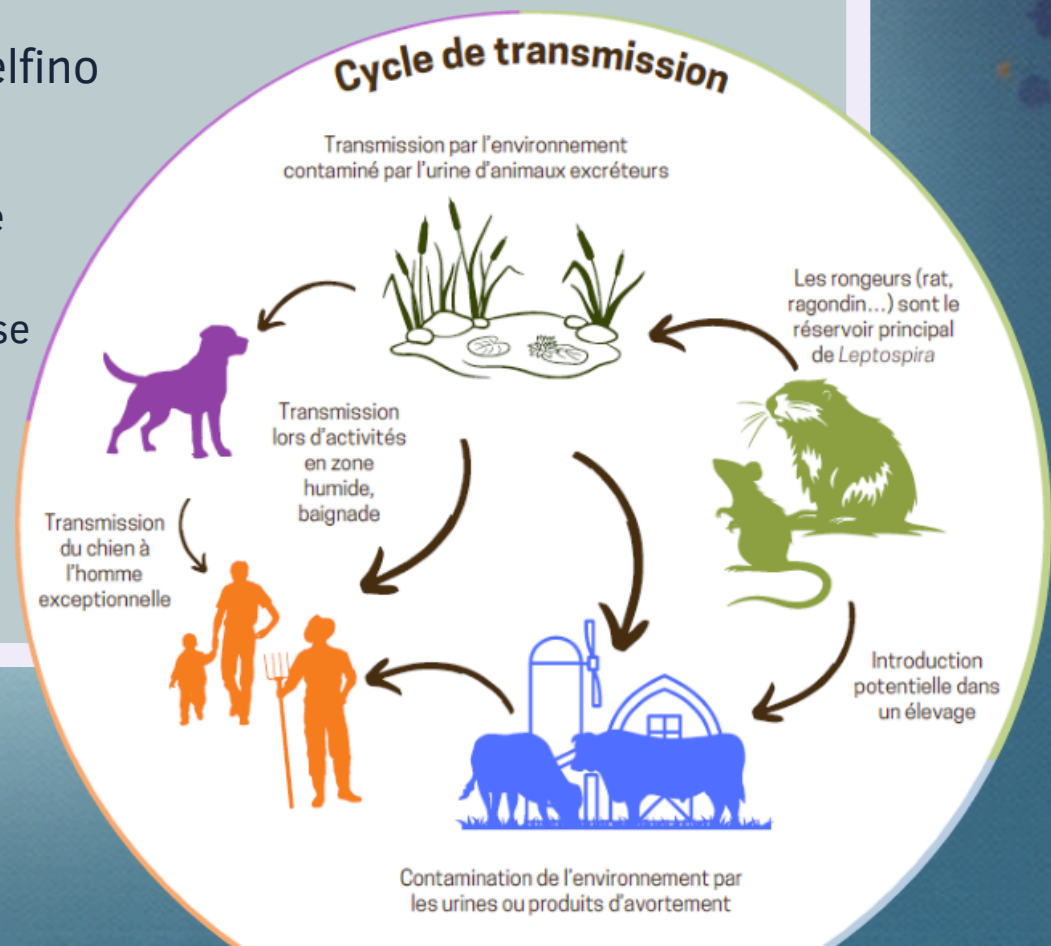 elfino
e
se
Cycle de transmission
Transmission par l'environnement
contaminé par l'urine d'animaux excréteurs
Les rongeurs (rat,
ragondin...) sont le
réservoir principal
de Leptospira
Transmission
lors d'activités
en zone
humide,
baignade
Transmission
du chien à
l'homme
exceptionnelle
Introduction
potentielle dans
un élevage
Contamination de l'environnement par
les urines ou produits d'avortement